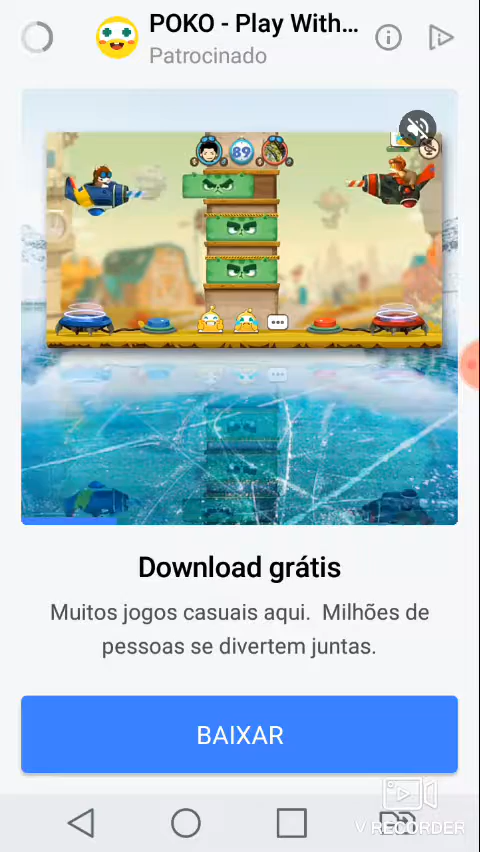 POKO - Play With...
Patrocinado
89
Download grátis
Muitos jogos casuais aqui. Milhões de
pessoas se divertem juntas.
BAIXAR
V RECORDER